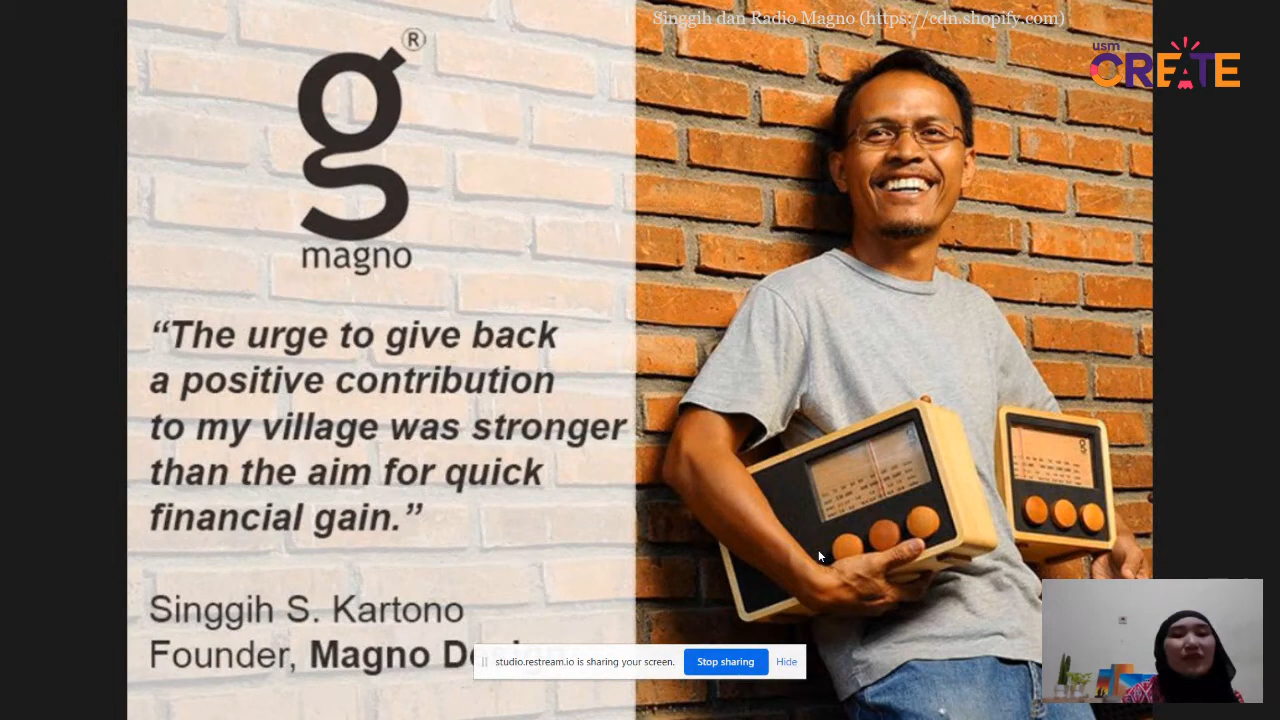 Singgih dan Radio Magno (https://cdn.shopify.com)
usm
CREATE
g®
magno
“The urge to give back
a positive contribution
to my village was stronger
than the aim for quick
financial gain.”
Singgih S. Kartono
Founder, Magno
studio.restream.io is sharing your screen.
Stop sharing
Hide